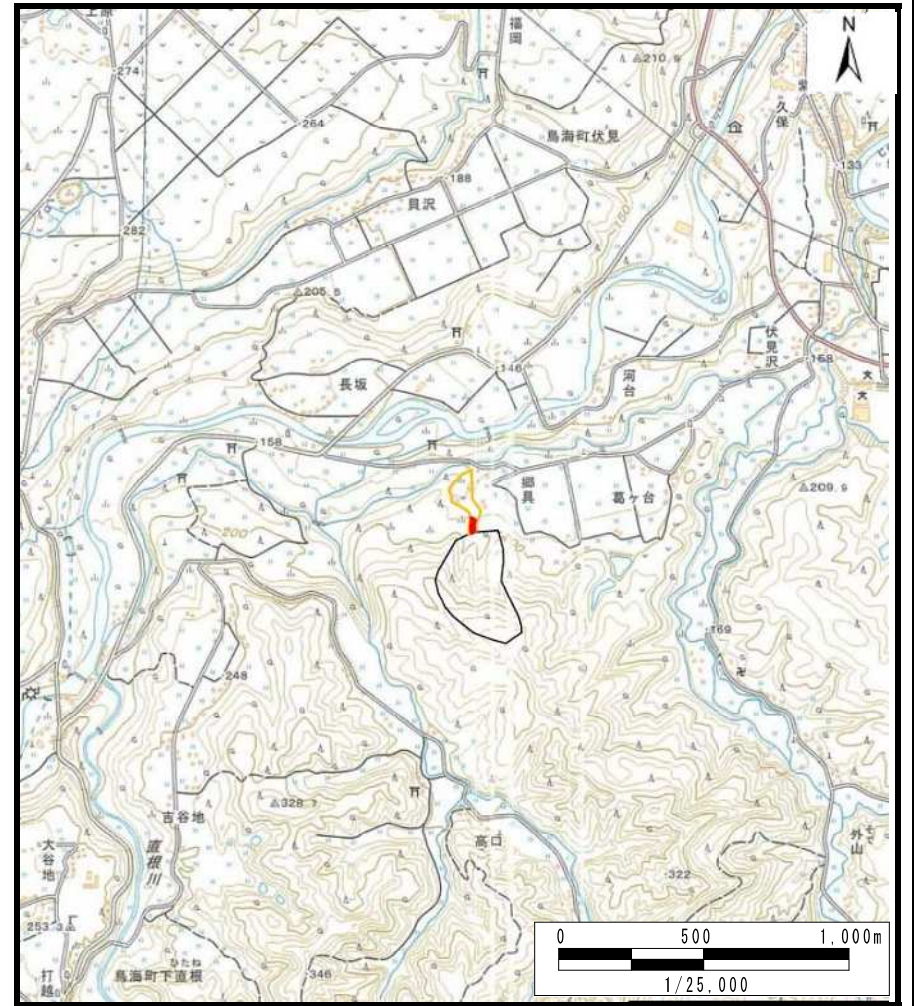 上原
福岡
N
274
210.9
久保
264
鳥海町伏見
133
188
貝沢
150
282
205.8
伏見沢
146
158
長坂
河台
158
郷具
葛ヶ台
209.9
200
169
248
328.7
吉谷地
高口
大谷地
直根川
外山
322
253.3
打越
ひたね
鳥海町下直根
346
0 500 1,000m
1/25,000